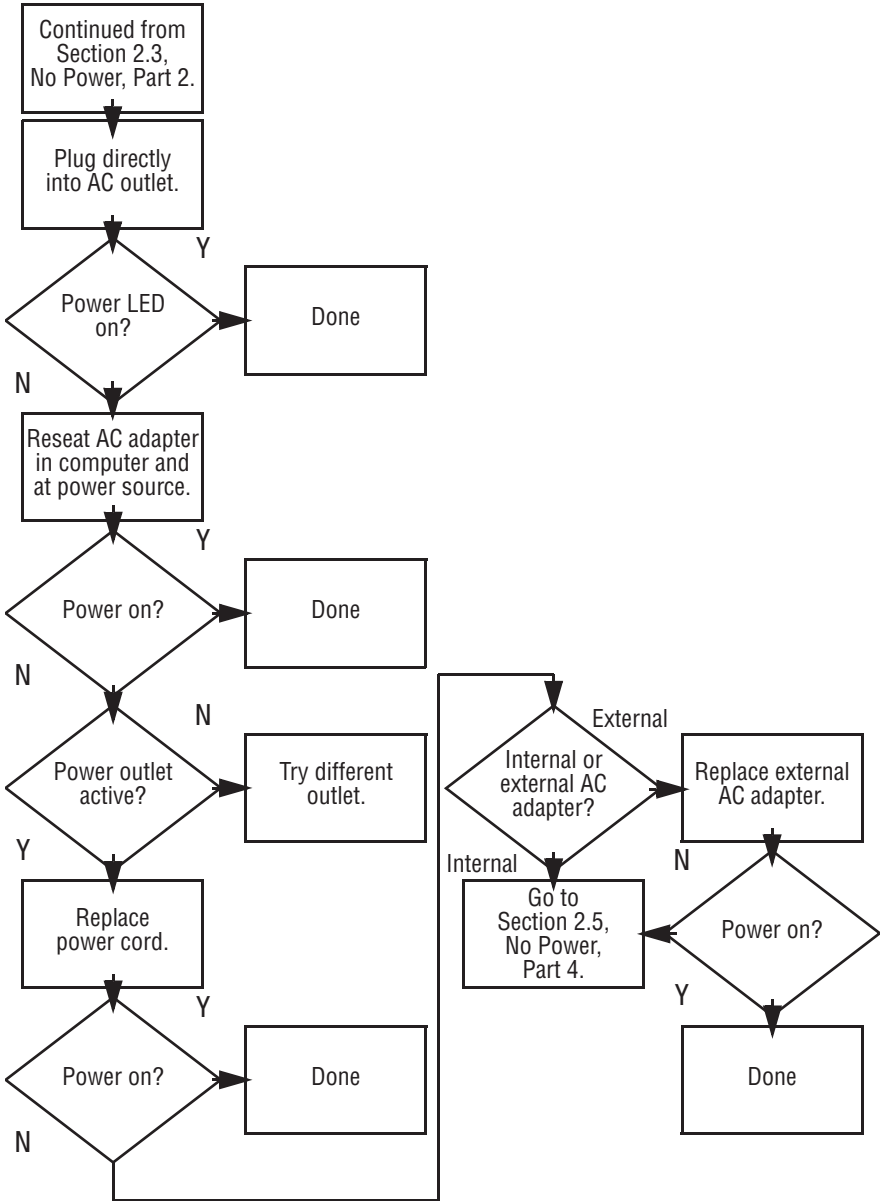 Continued from
Section 2.3,
No Power, Part 2.
Plug directly
into AC outlet.
Y
Power LED
on?
Done
N
Reseat AC adapter
in computer and
at power source.
Y
Power on?
Done
N
N
Power outlet
active?
Try different
outlet.
Y
Replace
power cord.
Y
Power on?
Done
N
External
Internal or
external AC
adapter?
Replace external
AC adapter.
Internal
N
Go to
Section 2.5,
No Power,
Part 4.
Power on?
Y
Done